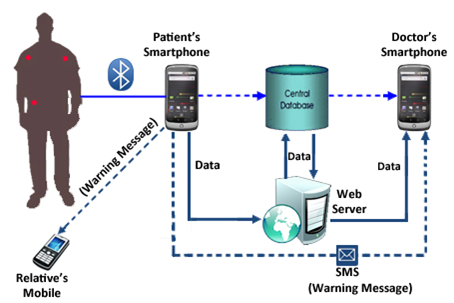 Patient's
Smartphone
Doctor's
Smartphone
Central
Database
(Warning Message)
Data
Data
Data
Web
Server
SMS
(Warning Message)
Relative's
Mobile